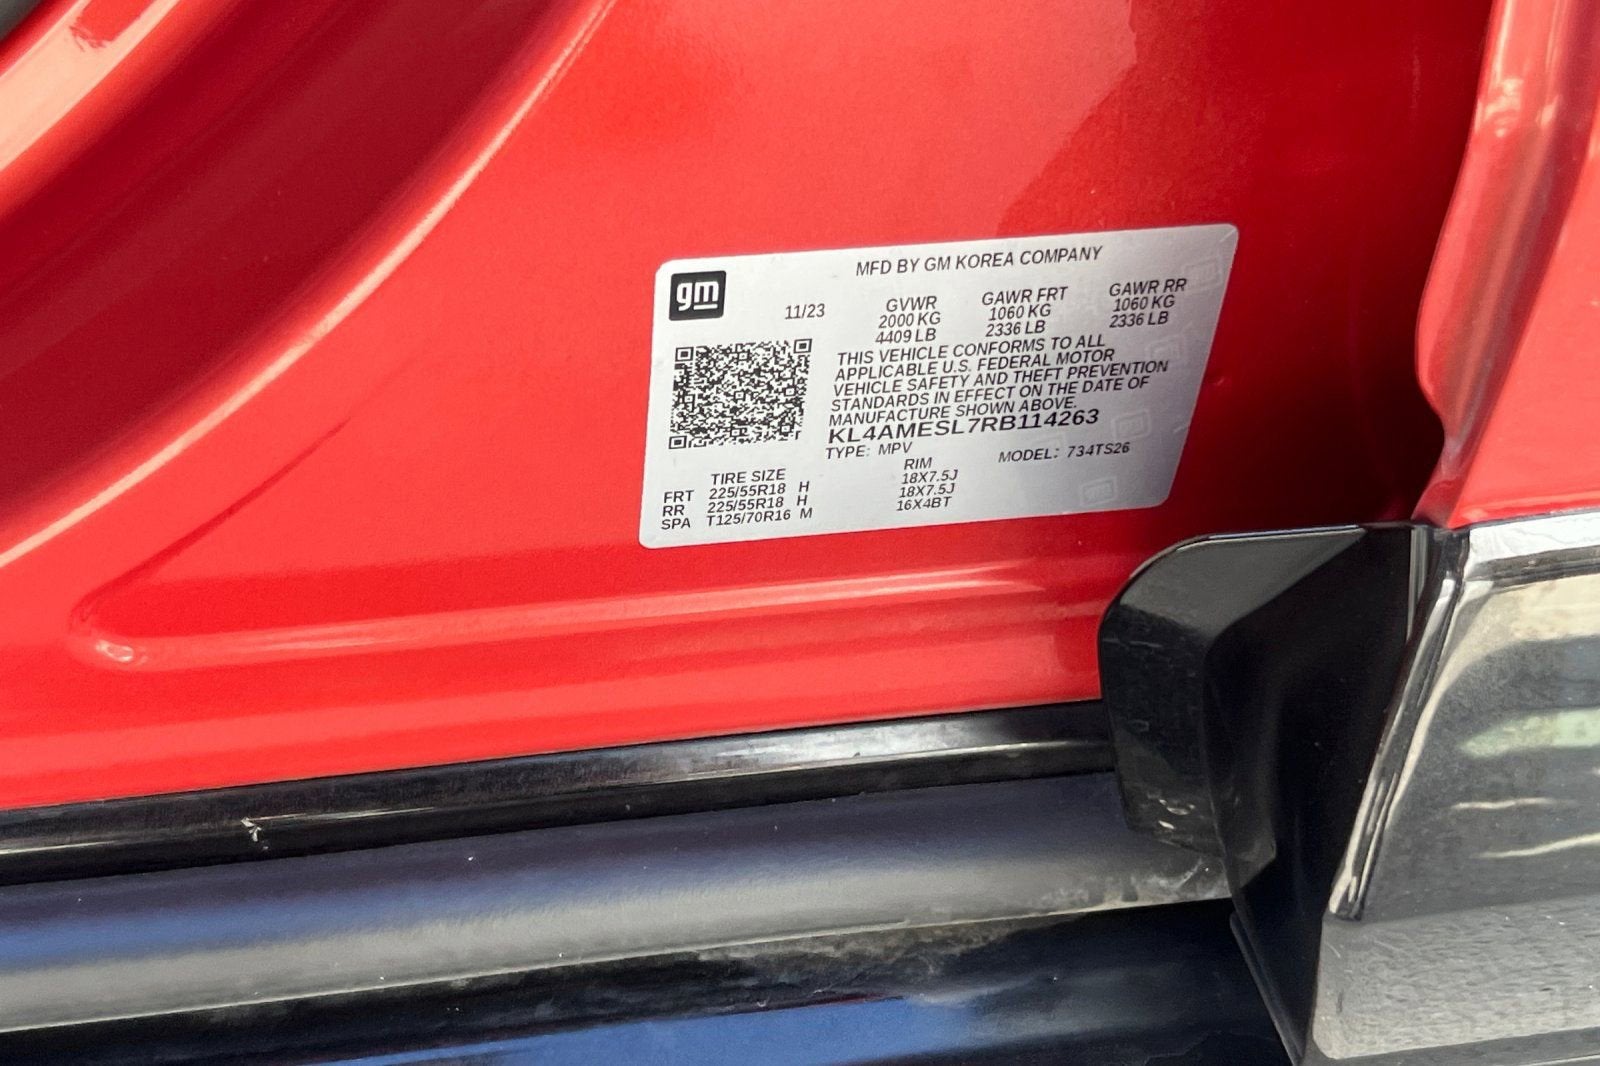 gm
MFD BY GM KOREA COMPANY
11/23
GVWR GAWR FRT GAWR RR
2000 KG 1060 KG 1060 KG
4409 LB 2336 LB 2336 LB
THIS VEHICLE CONFORMS TO ALL
APPLICABLE U.S. FEDERAL MOTOR
VEHICLE SAFETY AND THEFT PREVENTION
STANDARDS IN EFFECT ON THE DATE OF
MANUFACTURE SHOWN ABOVE.
KL4AMESL7RB114263
TYPE: MPV MODEL: 734TS26
TIRE SIZE RIM
FRT 225/55R18 H 18X7.5J
RR 225/55R18 H 18X7.5J
SPA T125/70R16 M 16X4BT